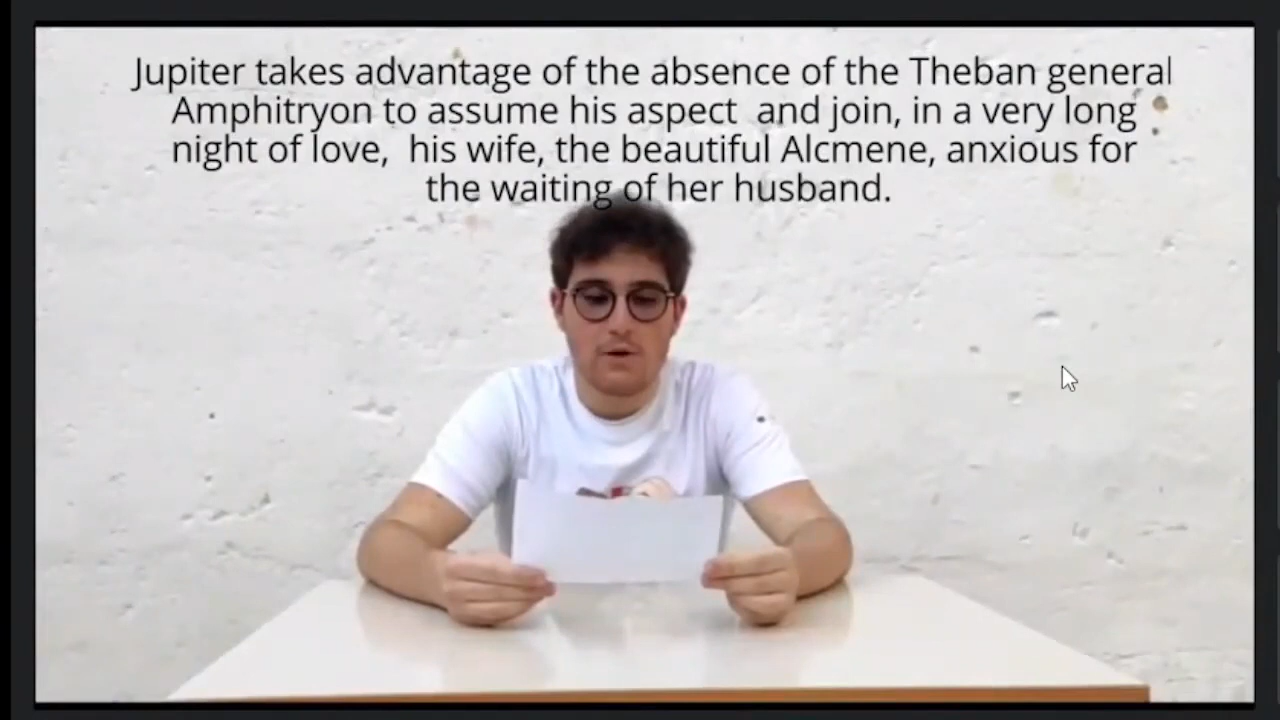 Jupiter takes advantage of the absence of the Theban general
Amphitryon to assume his aspect  and join, in a very long
night of love,  his wife, the beautiful Alcmene, anxious for
the waiting of her husband.